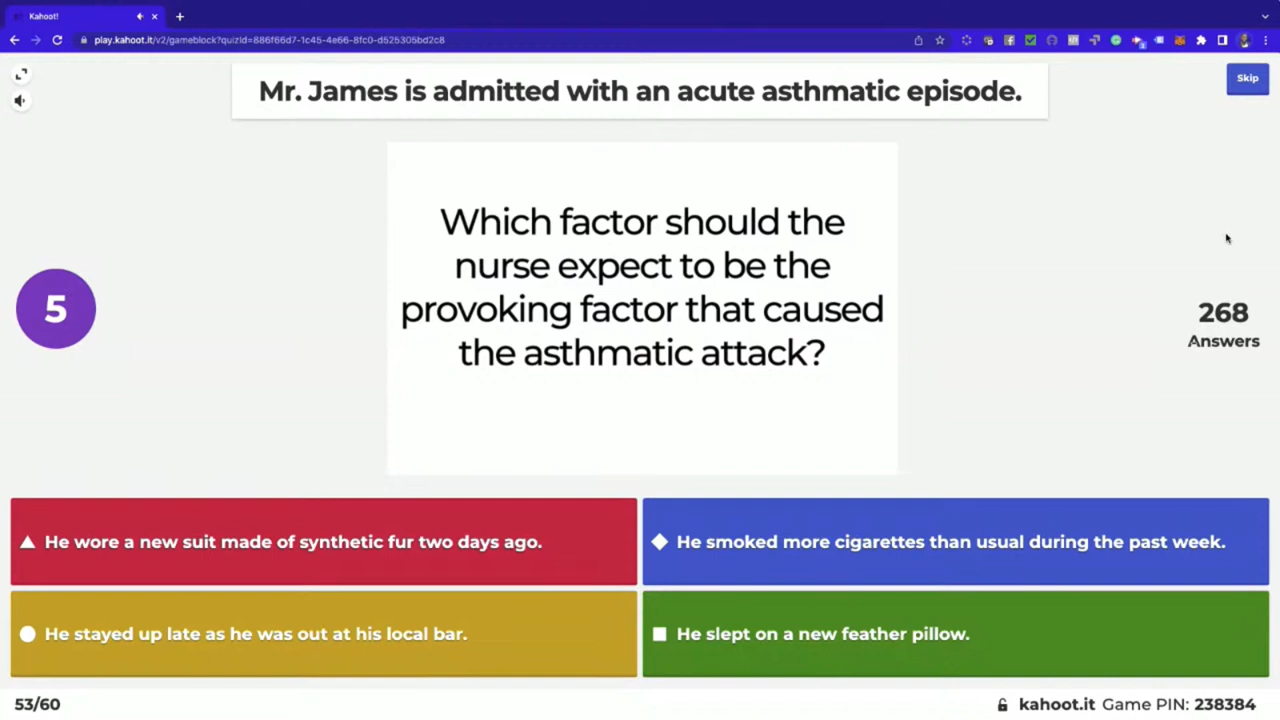 Kahoot!
play.kahoot.it/v2/gameblock?quizId=886f66d7-1c45-4e66-8fc0-d525305bd2c8
Mr. James is admitted with an acute asthmatic episode.
Skip
Which factor should the
nurse expect to be the
provoking factor that caused
the asthmatic attack?
5
268
Answers
He wore a new suit made of synthetic fur two days ago.
He smoked more cigarettes than usual during the past week.
He stayed up late as he was out at his local bar.
He slept on a new feather pillow.
53/60
kahoot.it Game PIN: 238384